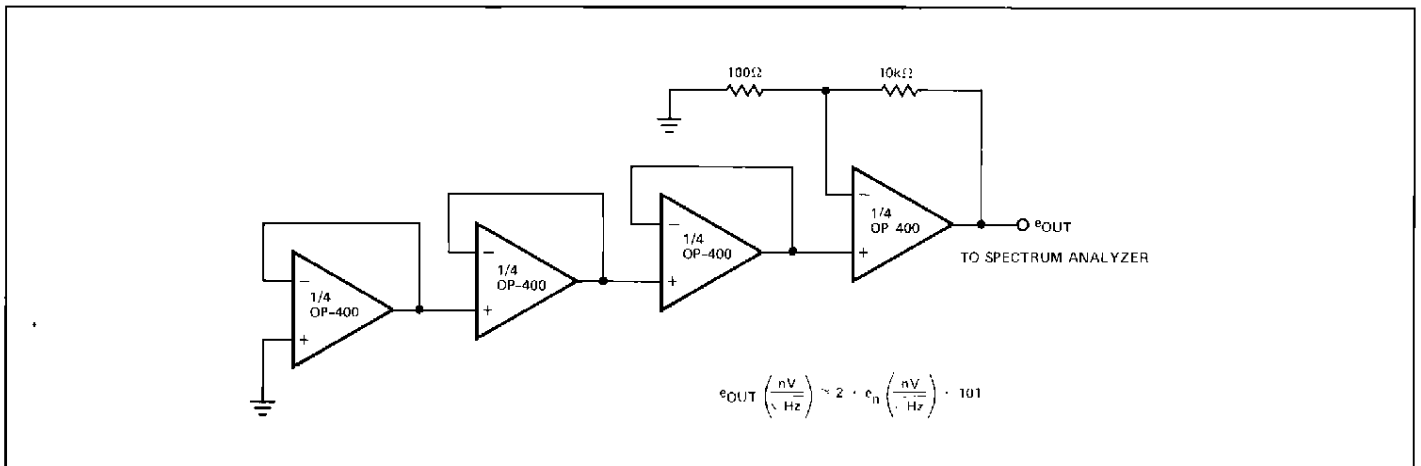 100Ω 10kΩ
1/4
OP-400
1/4
OP-400
1/4
OP-400
1/4
OP 400
eOUT
TO SPECTRUM ANALYZER
eOUT (nV/√Hz) ≈ 2 · en (nV/√Hz) · 101